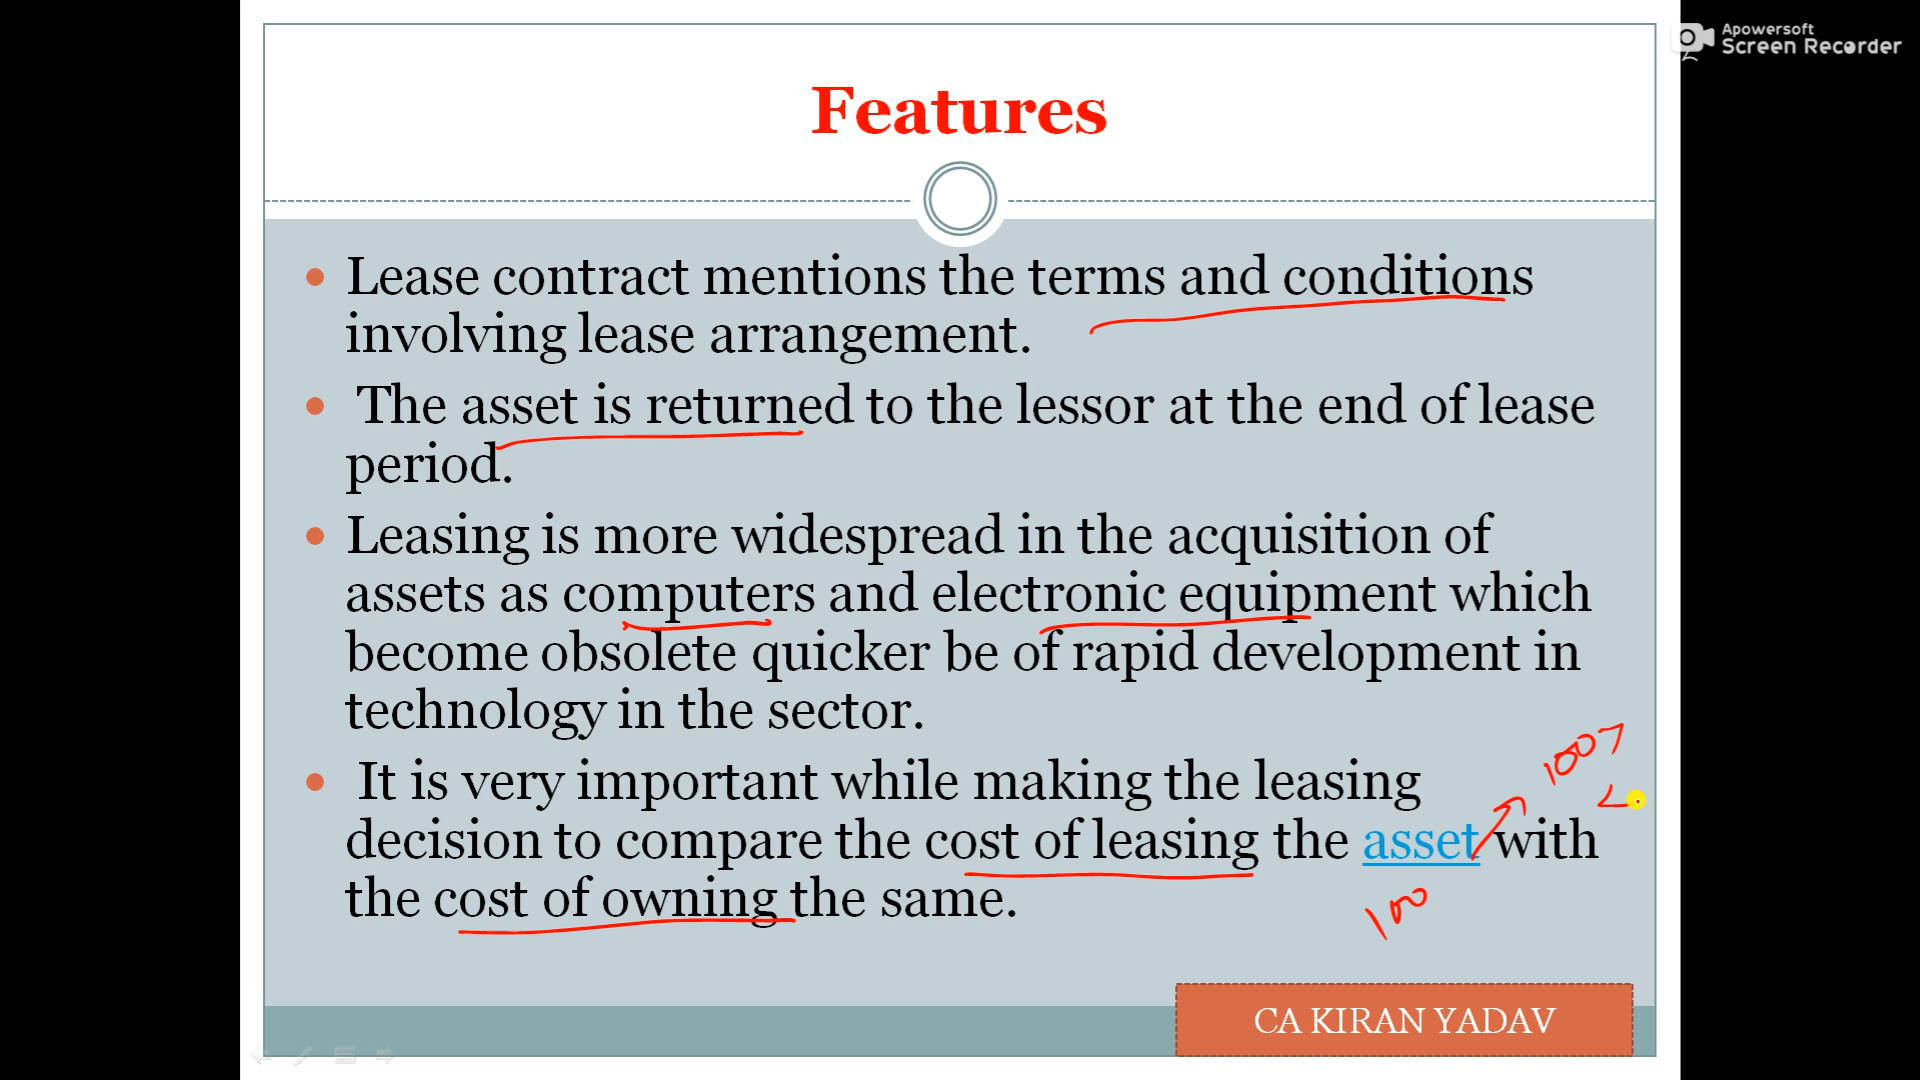 Apowersoft
Screen Recorder
Features
• Lease contract mentions the terms and conditions
involving lease arrangement.
• The asset is returned to the lessor at the end of lease
period.
• Leasing is more widespread in the acquisition of
assets as computers and electronic equipment which
become obsolete quicker be of rapid development in
technology in the sector.
• It is very important while making the leasing
decision to compare the cost of leasing the asset with
the cost of owning the same.
100
CA KIRAN YADAV